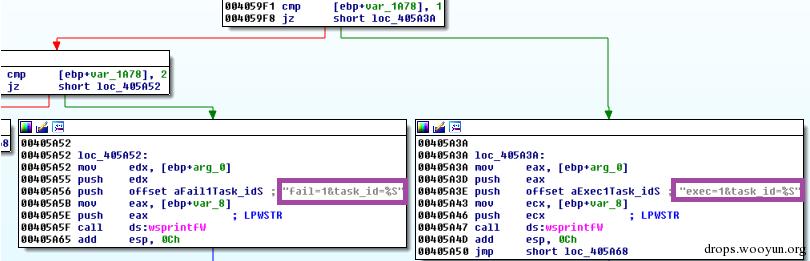 004059F1 cmp [ebp+var_1A78], 1
004059F8 jz short loc_405A3A
cmp [ebp+var_1A78], 2
jz short loc_405A52
68
00405A52
00405A52 loc_405A52:
00405A52 mov edx, [ebp+arg_0]
00405A55 push edx
00405A56 push offset aFail1Task_idS ; "fail=1&task_id=%S"
00405A5B mov eax, [ebp+var_8]
00405A5E push eax ; LPWSTR
00405A5F call ds:wsprintfW
00405A65 add esp, 0Ch
00405A3A
00405A3A loc_405A3A:
00405A3A mov eax, [ebp+arg_0]
00405A3D push eax
00405A3E push offset aExec1Task_idS ; "exec=1&task_id=%S"
00405A43 mov ecx, [ebp+var_8]
00405A46 push ecx ; LPWSTR
00405A47 call ds:wsprintfW
00405A4D add esp, 0Ch
00405A50 jmp short loc_405A68
drops.wooyun.org